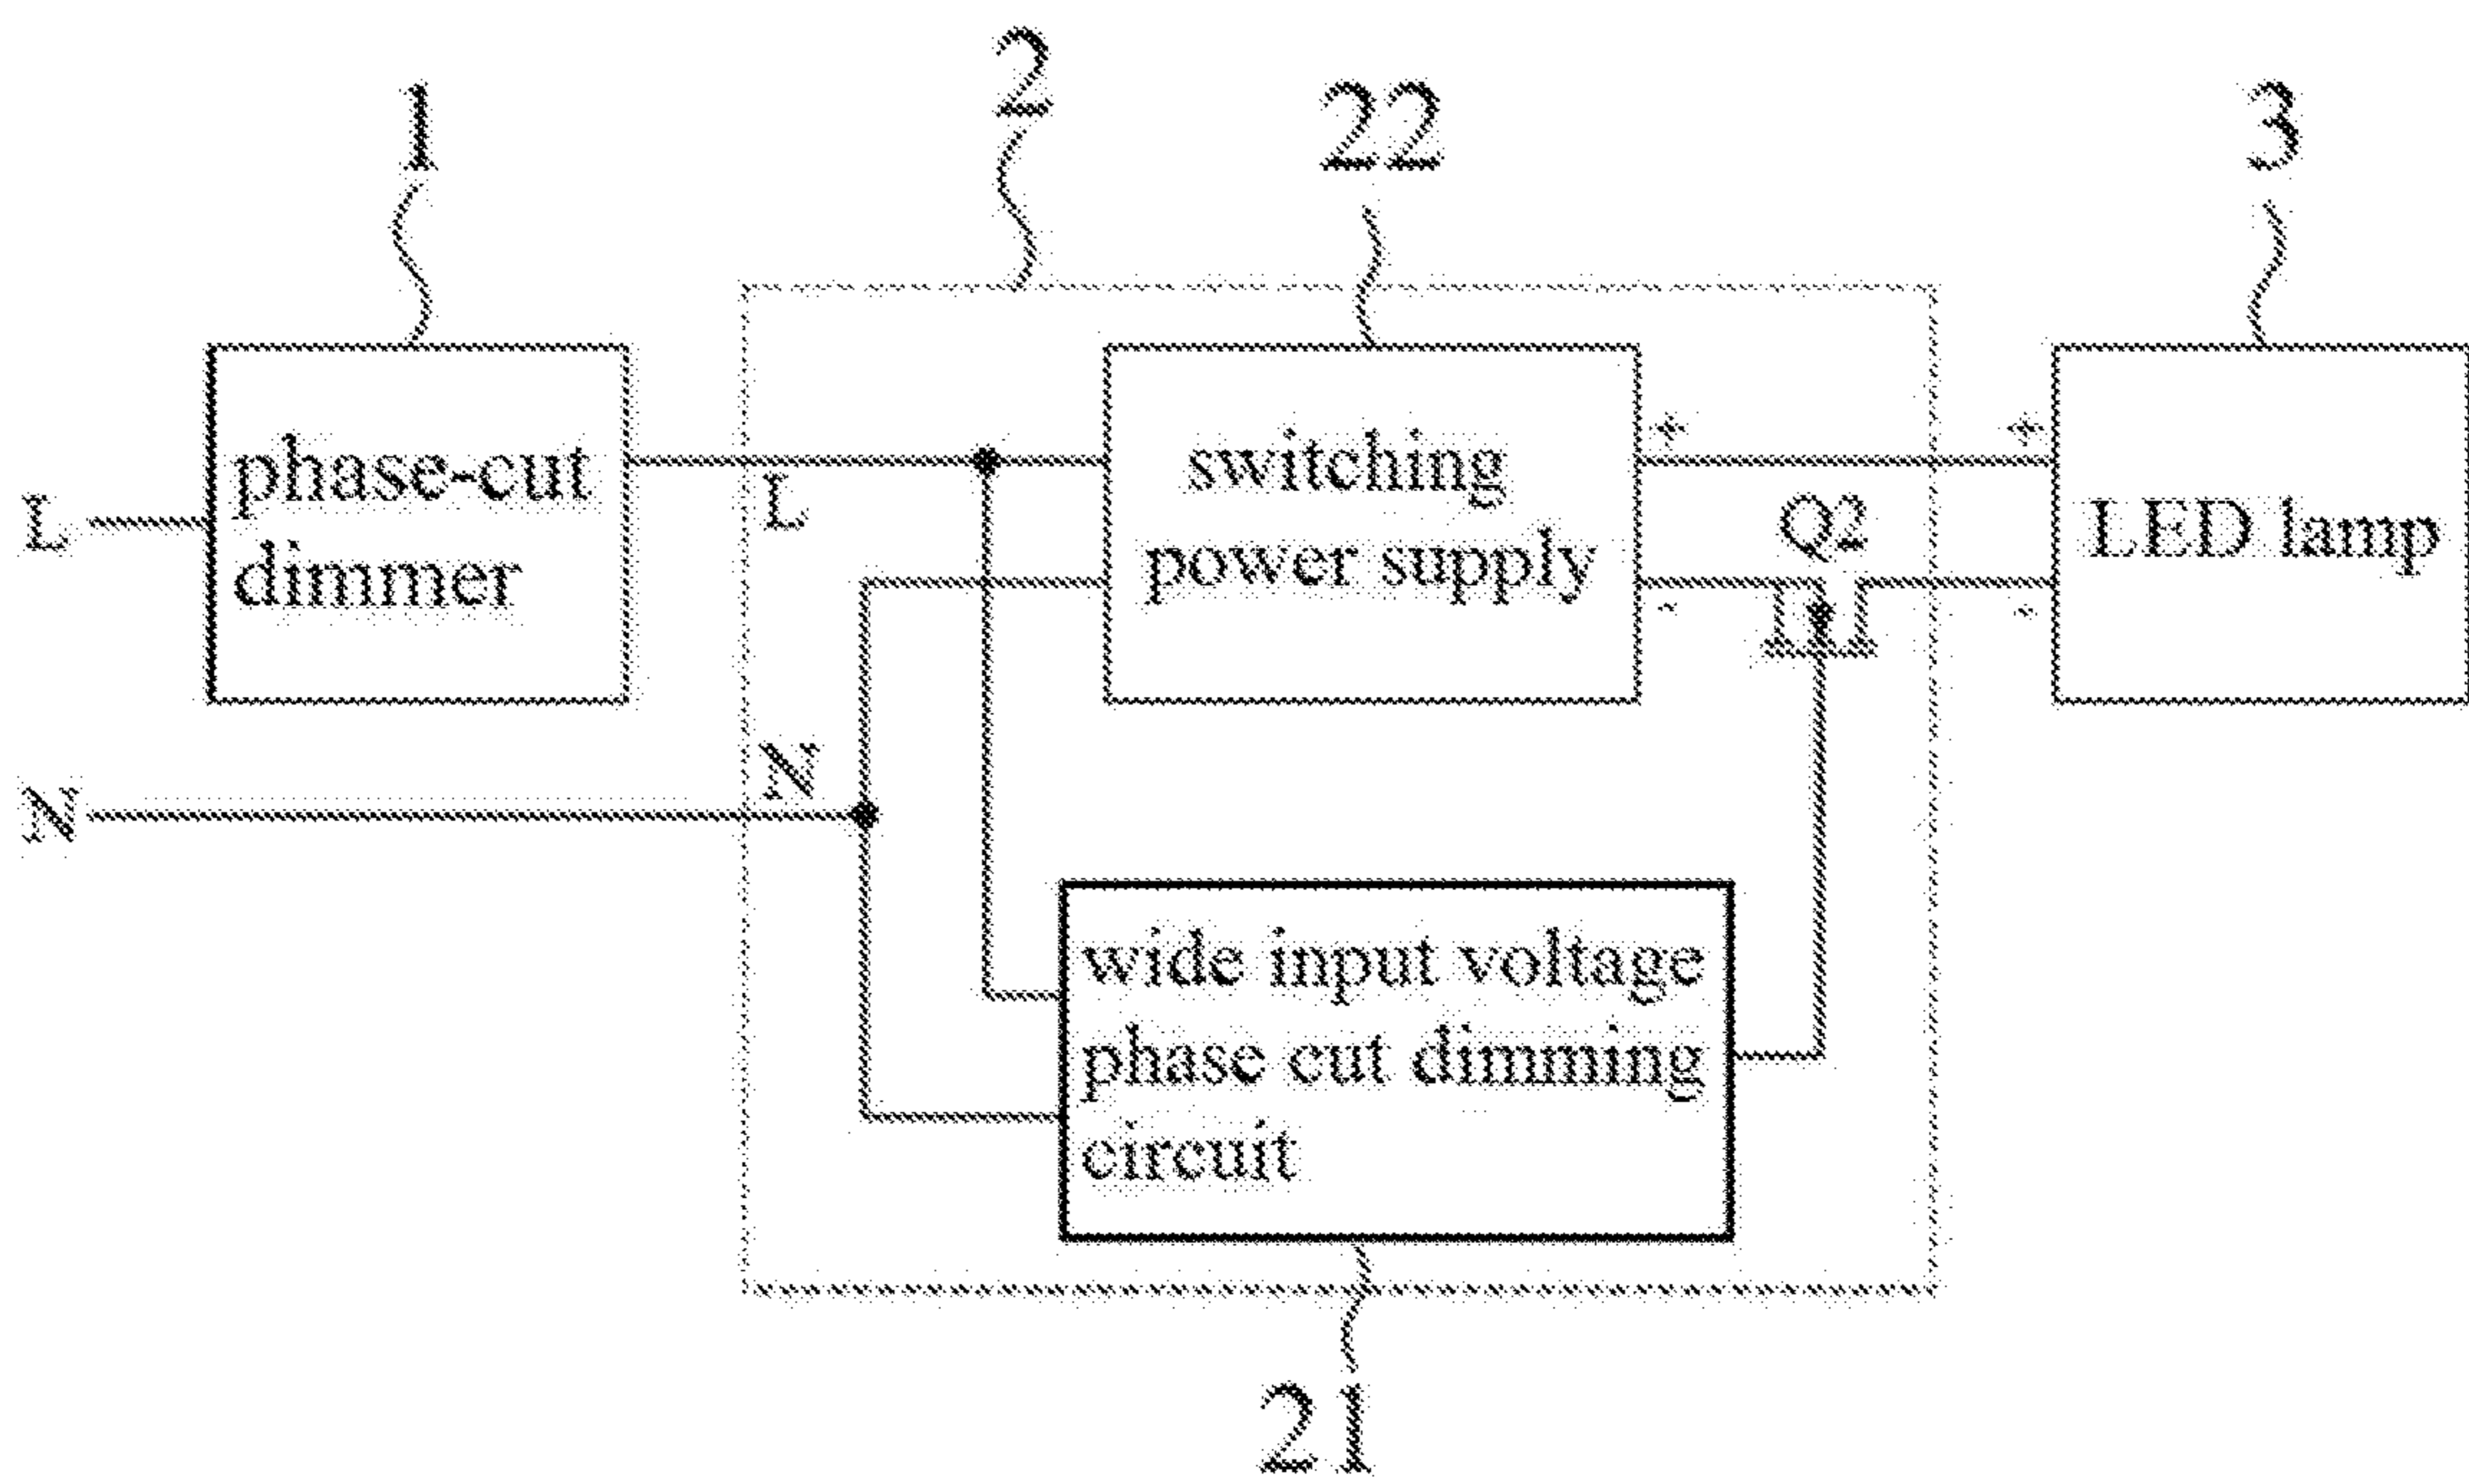 2
1
22
3
phase-cut
dimmer
L
L
switching
power supply
+
+
-
-
Q2
LED lamp
N
N
wide input voltage
phase cut dimming
circuit
21